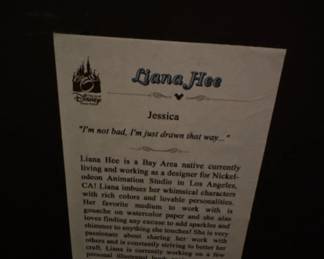 Disney
Liana Hee
Jessica
"I'm not bad, I'm just drawn that way..."
Liana Hee is a Bay Area native currently
living and working as a designer for Nickel-
odeon Animation Studio in Los Angeles,
CA! Liana imbues her whimsical characters
with rich colors and lovable personalities.
Her favorite medium to work with is
gouache on watercolor paper and she also
loves finding any excuse to add sparkles and
shimmer to anything she touches! She is very
passionate about sharing her work with
others and is constantly striving to better her
craft. Liana is currently working on a few
personal illustrated